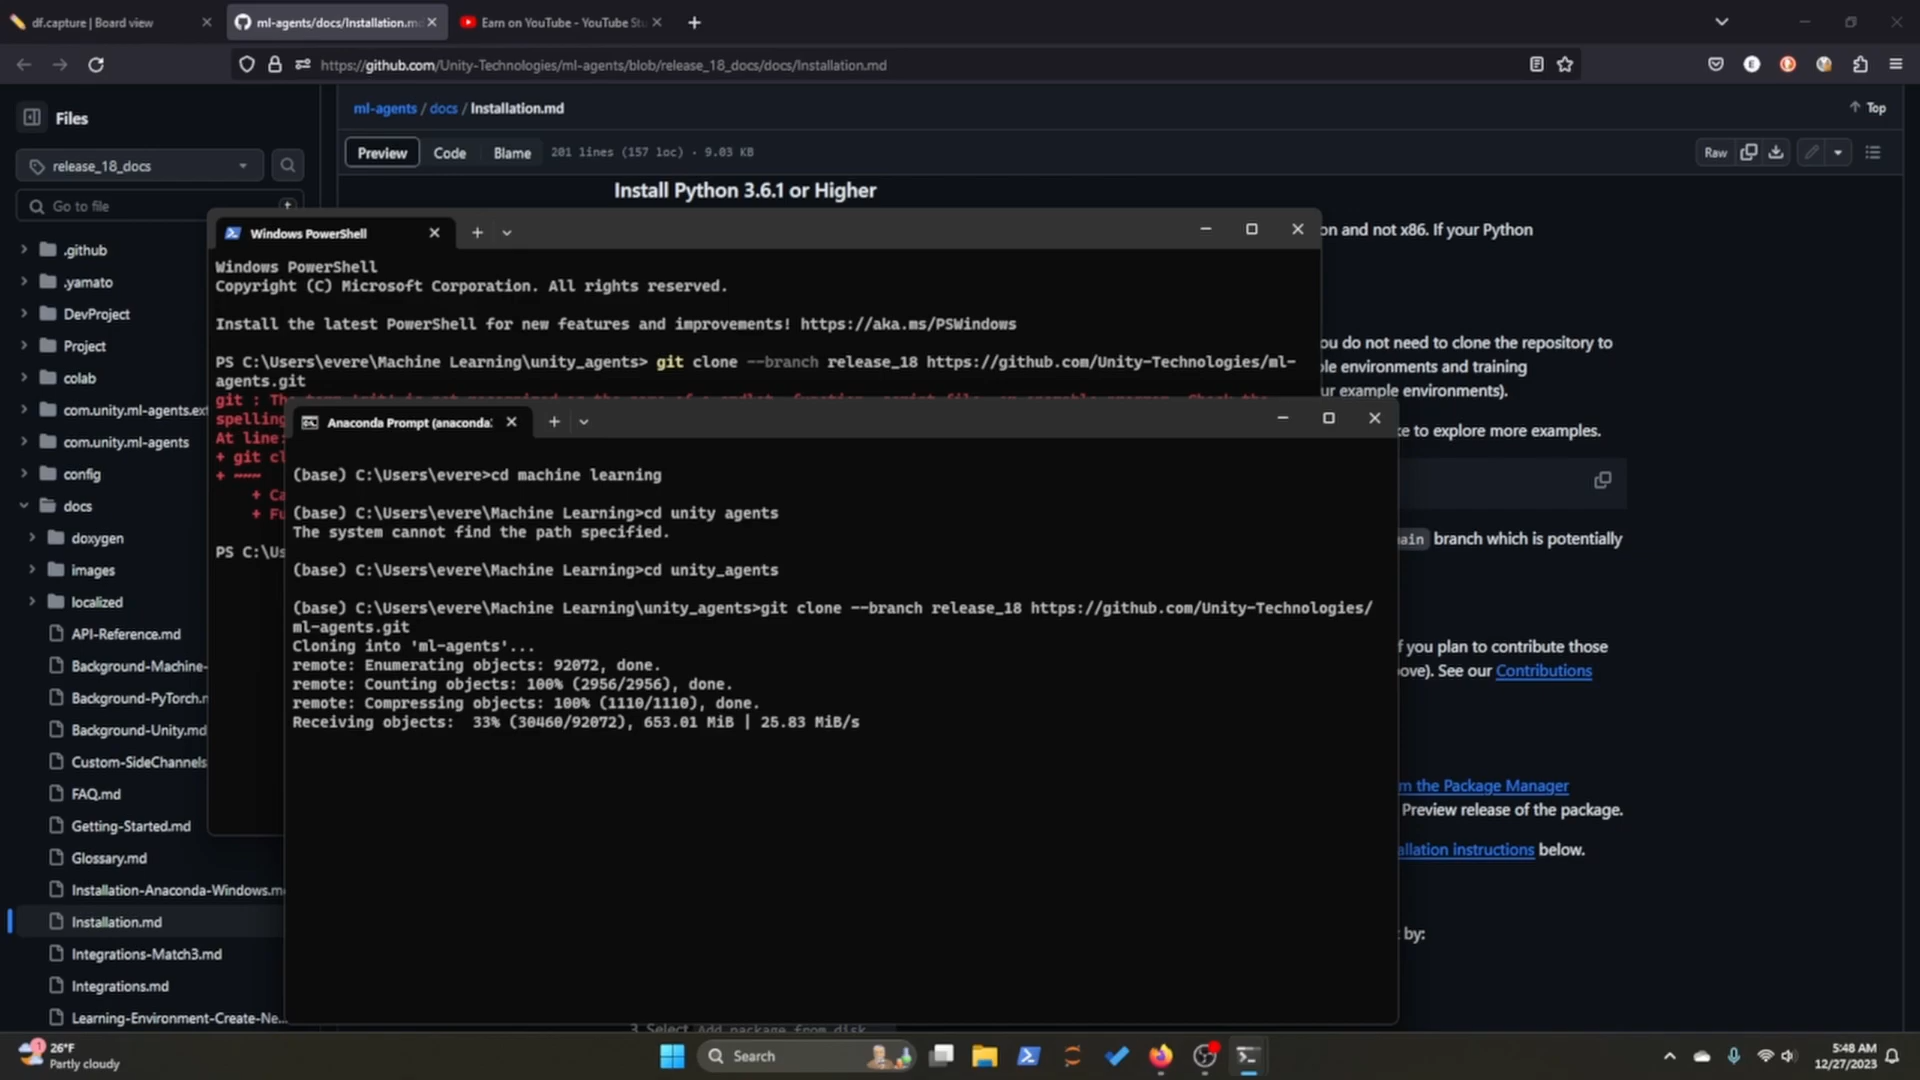 df.capture | Board view
ml-agents/docs/Installation.md
Earn on YouTube - YouTube Stu
https://github.com/Unity-Technologies/ml-agents/blob/release_18_docs/docs/Installation.md
Files
ml-agents / docs / Installation.md
Top
release_18_docs
Preview Code Blame 201 lines (157 loc) · 9.03 KB
Raw
Go to file
Install Python 3.6.1 or Higher
on and not x86. If your Python
.github
.yamato
DevProject
Project
colab
com.unity.ml-agents.ext
com.unity.ml-agents
config
docs
doxygen
images
localized
API-Reference.md
Background-Machine-
Background-PyTorch.m
Background-Unity.md
Custom-SideChannels
FAQ.md
Getting-Started.md
Glossary.md
Installation-Anaconda-Windows.m
Installation.md
Integrations-Match3.md
Integrations.md
Learning-Environment-Create-Ne...
Windows PowerShell
Windows PowerShell
Copyright (C) Microsoft Corporation. All rights reserved.
Install the latest PowerShell for new features and improvements! https://aka.ms/PSWindows
PS C:\Users\evere\Machine Learning\unity_agents> git clone --branch release_18 https://github.com/Unity-Technologies/ml-
agents.git
git :
spelling
At line:
+ git cl
+ ~~~
+ Ca
+ Fu
PS C:\Us
Anaconda Prompt (anaconda:
(base) C:\Users\evere>cd machine learning
(base) C:\Users\evere\Machine Learning>cd unity agents
The system cannot find the path specified.
(base) C:\Users\evere\Machine Learning>cd unity_agents
(base) C:\Users\evere\Machine Learning\unity_agents>git clone --branch release_18 https://github.com/Unity-Technologies/
ml-agents.git
Cloning into 'ml-agents'...
remote: Enumerating objects: 92072, done.
remote: Counting objects: 100% (2956/2956), done.
remote: Compressing objects: 100% (1110/1110), done.
Receiving objects: 33% (30460/92072), 653.01 MiB | 25.83 MiB/s
ou do not need to clone the repository to
le environments and training
ur example environments).
ke to explore more examples.
ain branch which is potentially
f you plan to contribute those
ove). See our Contributions
m the Package Manager
Preview release of the package.
allation instructions below.
by:
3. Select Add package from disk
26°F
Partly cloudy
Search
5:48 AM
12/27/2023